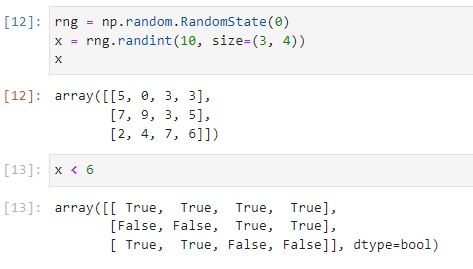 [12]: rng = np.random.RandomState(0)
x = rng.randint(10, size=(3, 4))
x
[12]: array([[5, 0, 3, 3],
[7, 9, 3, 5],
[2, 4, 7, 6]])
[13]: x < 6
[13]: array([[ True, True, True, True],
[False, False, True, True],
[ True, True, False, False]], dtype=bool)